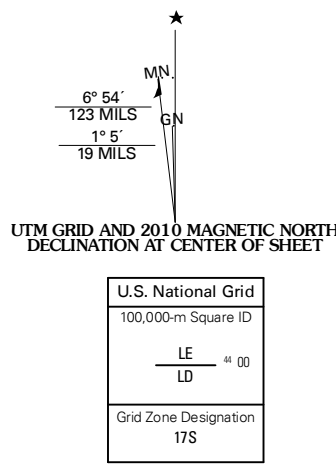 ★
MN.
GN
6° 54´
123 MILS
1° 5´
19 MILS
UTM GRID AND 2010 MAGNETIC NORTH
DECLINATION AT CENTER OF SHEET
U.S. National Grid
100,000-m Square ID
LE
44 00
LD
Grid Zone Designation
17S